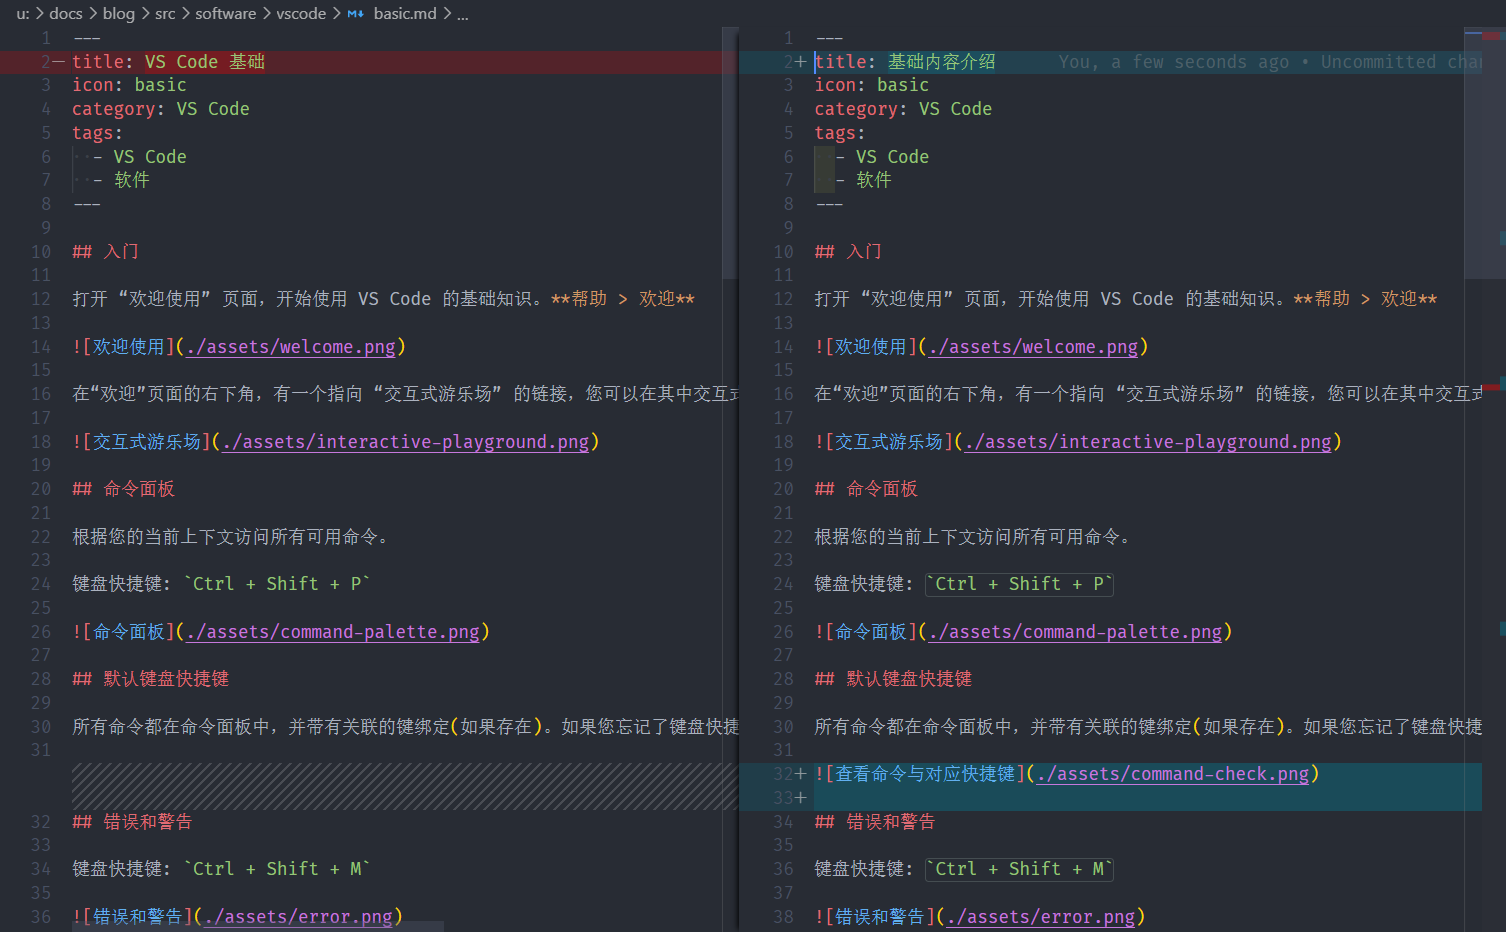 u: > docs > blog > src > software > vscode > basic.md > ...
1 ---
2— title: VS Code 基础
3 icon: basic
4 category: VS Code
5 tags:
6 - VS Code
7 - 软件
8 ---
9
10 ## 入门
11
12 打开 “欢迎使用” 页面，开始使用 VS Code 的基础知识。**帮助 > 欢迎**
13
14 ![欢迎使用](./assets/welcome.png)
15
16 在“欢迎”页面的右下角，有一个指向 “交互式游乐场” 的链接，您可以在其中交互式
17
18 ![交互式游乐场](./assets/interactive-playground.png)
19
20 ## 命令面板
21
22 根据您的当前上下文访问所有可用命令。
23
24 键盘快捷键: `Ctrl + Shift + P`
25
26 ![命令面板](./assets/command-palette.png)
27
28 ## 默认键盘快捷键
29
30 所有命令都在命令面板中，并带有关联的键绑定(如果存在)。如果您忘记了键盘快捷
31
32 ## 错误和警告
33
34 键盘快捷键: `Ctrl + Shift + M`
35
36 ![错误和警告](./assets/error.png)
1 ---
2+ title: 基础内容介绍 You, a few seconds ago • Uncommitted chan
3 icon: basic
4 category: VS Code
5 tags:
6 - VS Code
7 - 软件
8 ---
9
10 ## 入门
11
12 打开 “欢迎使用” 页面，开始使用 VS Code 的基础知识。**帮助 > 欢迎**
13
14 ![欢迎使用](./assets/welcome.png)
15
16 在“欢迎”页面的右下角，有一个指向 “交互式游乐场” 的链接，您可以在其中交互式
17
18 ![交互式游乐场](./assets/interactive-playground.png)
19
20 ## 命令面板
21
22 根据您的当前上下文访问所有可用命令。
23
24 键盘快捷键: `Ctrl + Shift + P`
25
26 ![命令面板](./assets/command-palette.png)
27
28 ## 默认键盘快捷键
29
30 所有命令都在命令面板中，并带有关联的键绑定(如果存在)。如果您忘记了键盘快捷
31
32+ ![查看命令与对应快捷键](./assets/command-check.png)
33+
34 ## 错误和警告
35
36 键盘快捷键: `Ctrl + Shift + M`
37
38 ![错误和警告](./assets/error.png)